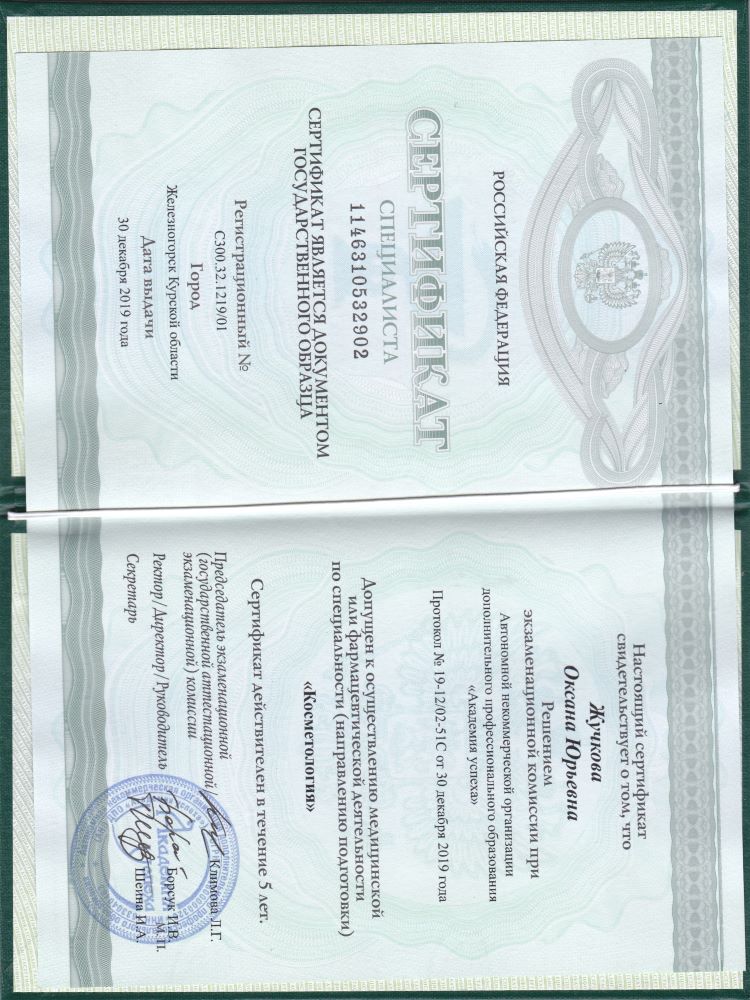 РОССИЙСКАЯ ФЕДЕРАЦИЯ
СЕРТИФИКАТ
СПЕЦИАЛИСТА
1146310532902
СЕРТИФИКАТ ЯВЛЯЕТСЯ ДОКУМЕНТОМ
ГОСУДАРСТВЕННОГО ОБРАЗЦА
Регистрационный №
С300.32.1219/01
Город
Железногорск Курской области
Дата выдачи
30 декабря 2019 года
Настоящий сертификат
свидетельствует о том, что
Жучкова
Оксана Юрьевна
Решением
экзаменационной комиссии при
Автономной некоммерческой организации
дополнительного профессионального образования
«Академия успеха»
Протокол № 19-12/02-51С от 30 декабря 2019 года
Допущен к осуществлению медицинской
или фармацевтической деятельности
по специальности (направлению подготовки)
«Косметология»
Сертификат действителен в течение 5 лет.
Председатель экзаменационной
(государственной аттестационной/
экзаменационной) комиссии
Климова Л.Г.
Ректор/Директор/Руководитель
Борсук И.В.
М.П.
Секретарь
Шеина И.А.
Академия
успеха